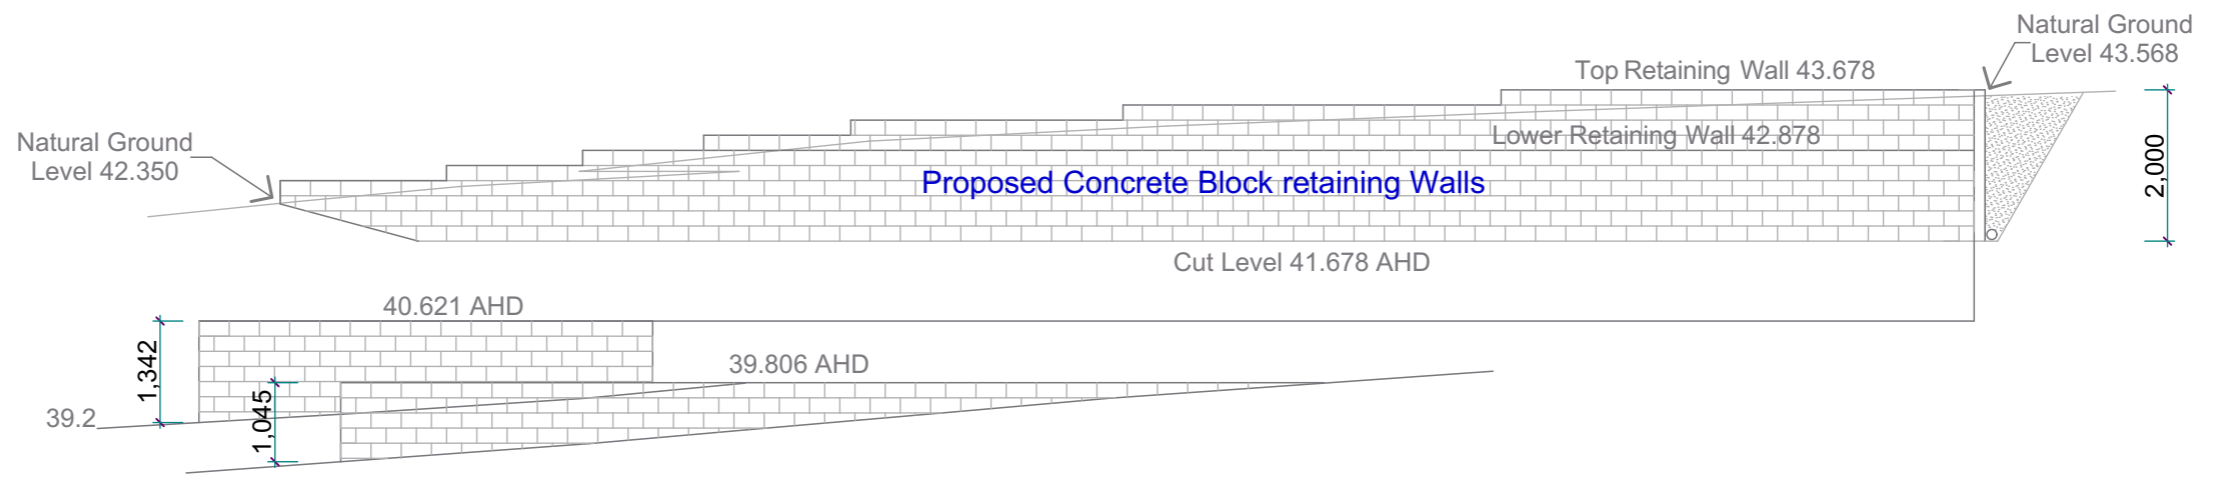 Natural Ground
Level 43.568
Top Retaining Wall 43.678
Natural Ground
Level 42.350
Lower Retaining Wall 42.878
2,000
Proposed Concrete Block retaining Walls
Cut Level 41.678 AHD
40.621 AHD
1,342
39.806 AHD
1,045
39.2